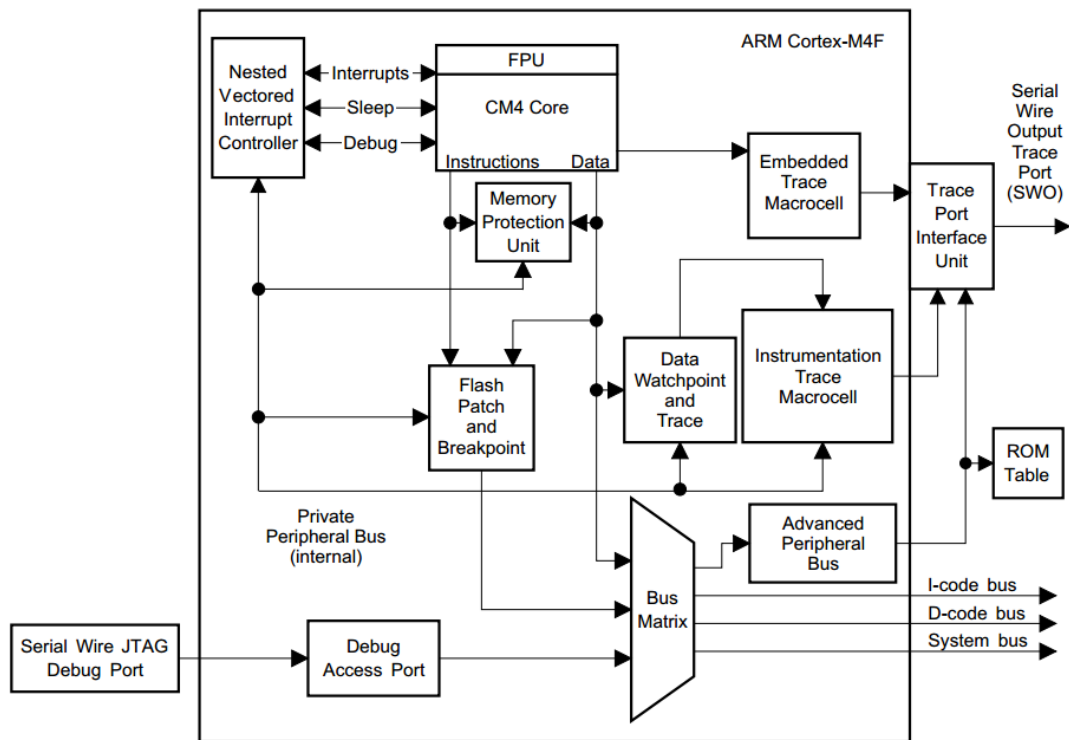 ARM Cortex-M4F
Nested
Vectored
Interrupt
Controller
Interrupts
Sleep
Debug
FPU
CM4 Core
Instructions Data
Memory
Protection
Unit
Embedded
Trace
Macrocell
Trace
Port
Interface
Unit
Serial
Wire
Output
Trace
Port
(SWO)
Flash
Patch
and
Breakpoint
Data
Watchpoint
and
Trace
Instrumentation
Trace
Macrocell
ROM
Table
Private
Peripheral Bus
(internal)
Bus
Matrix
Advanced
Peripheral
Bus
I-code bus
D-code bus
System bus
Serial Wire JTAG
Debug Port
Debug
Access Port